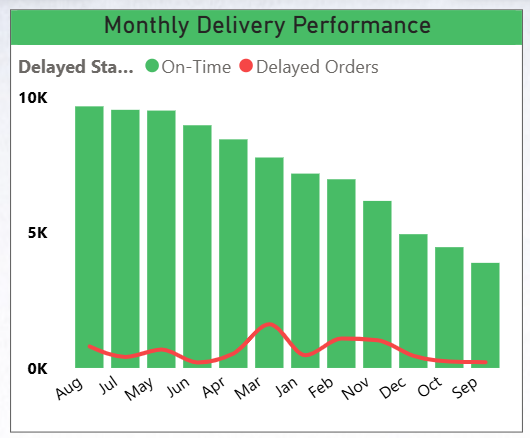 Monthly Delivery Performance
Delayed Sta... On-Time Delayed Orders
10K
5K
0K
Aug Jul May Jun Apr Mar Jan Feb Nov Dec Oct Sep